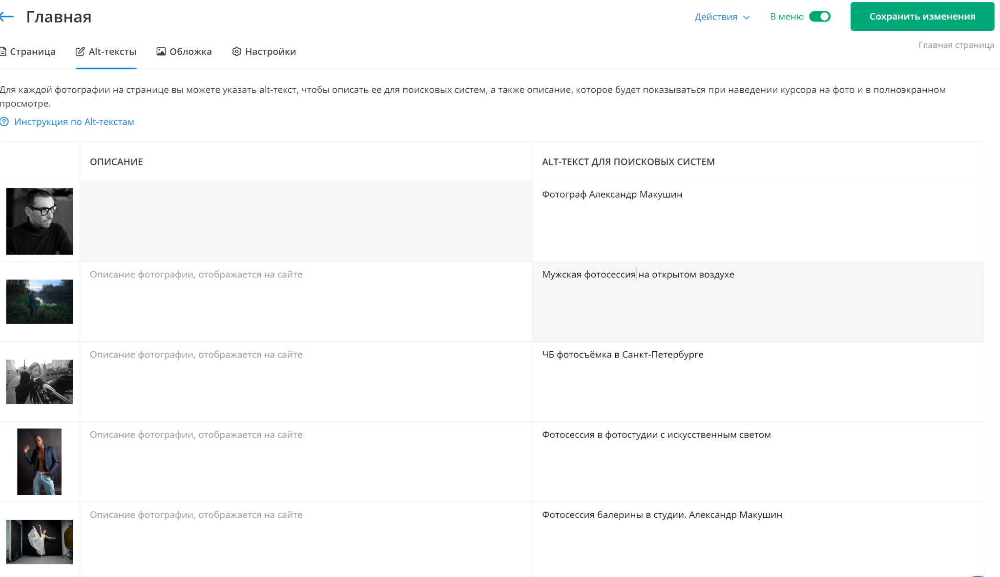 Главная
Действия
В меню
Сохранить изменения
Страница
Alt-тексты
Обложка
Настройки
Главная страница
Для каждой фотографии на странице вы можете указать alt-текст, чтобы описать ее для поисковых систем, а также описание, которое будет показываться при наведении курсора на фото и в полноэкранном
просмотре.
Инструкция по Alt-текстам
ОПИСАНИЕ
ALT-ТЕКСТ ДЛЯ ПОИСКОВЫХ СИСТЕМ
Фотограф Александр Макушин
Описание фотографии, отображается на сайте
Мужская фотосессия на открытом воздухе
Описание фотографии, отображается на сайте
ЧБ фотосъёмка в Санкт-Петербурге
Описание фотографии, отображается на сайте
Фотосессия в фотостудии с искусственным светом
Описание фотографии, отображается на сайте
Фотосессия балерины в студии. Александр Макушин